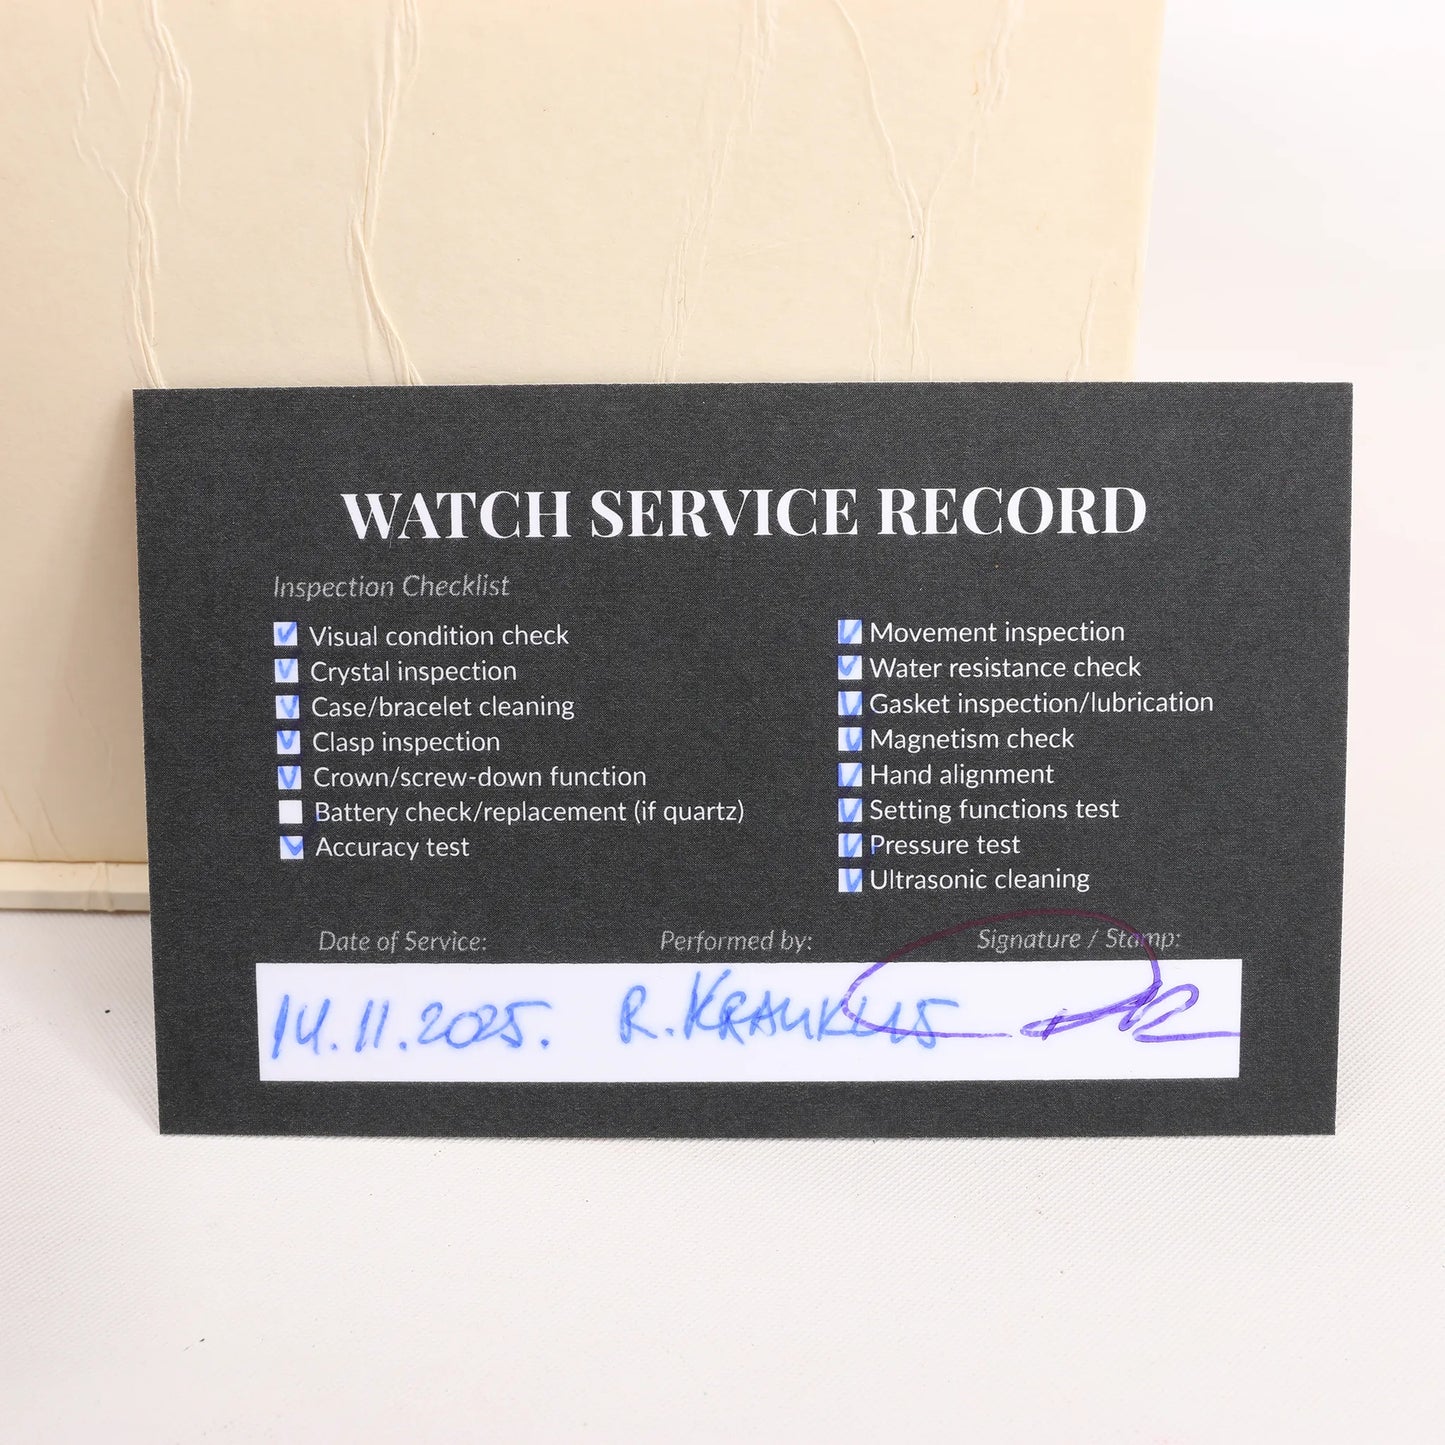 WATCH SERVICE RECORD
Inspection Checklist
Visual condition check
Crystal inspection
Case/bracelet cleaning
Clasp inspection
Crown/screw-down function
Battery check/replacement (if quartz)
Accuracy test
Movement inspection
Water resistance check
Gasket inspection/lubrication
Magnetism check
Hand alignment
Setting functions test
Pressure test
Ultrasonic cleaning
Date of Service:
Performed by:
Signature / Stamp:
14.11.2025.
R. KRAUKLIS